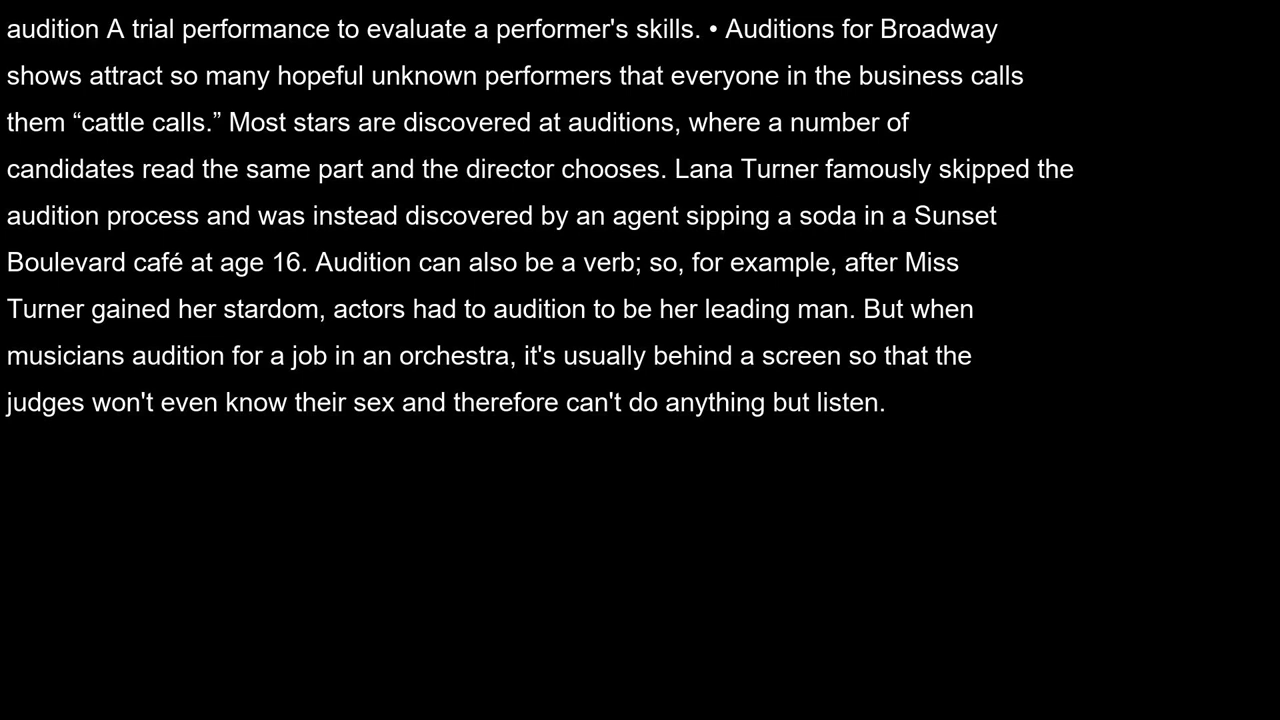 audition A trial performance to evaluate a performer's skills. • Auditions for Broadway
shows attract so many hopeful unknown performers that everyone in the business calls
them “cattle calls.” Most stars are discovered at auditions, where a number of
candidates read the same part and the director chooses. Lana Turner famously skipped the
audition process and was instead discovered by an agent sipping a soda in a Sunset
Boulevard café at age 16. Audition can also be a verb; so, for example, after Miss
Turner gained her stardom, actors had to audition to be her leading man. But when
musicians audition for a job in an orchestra, it's usually behind a screen so that the
judges won't even know their sex and therefore can't do anything but listen.